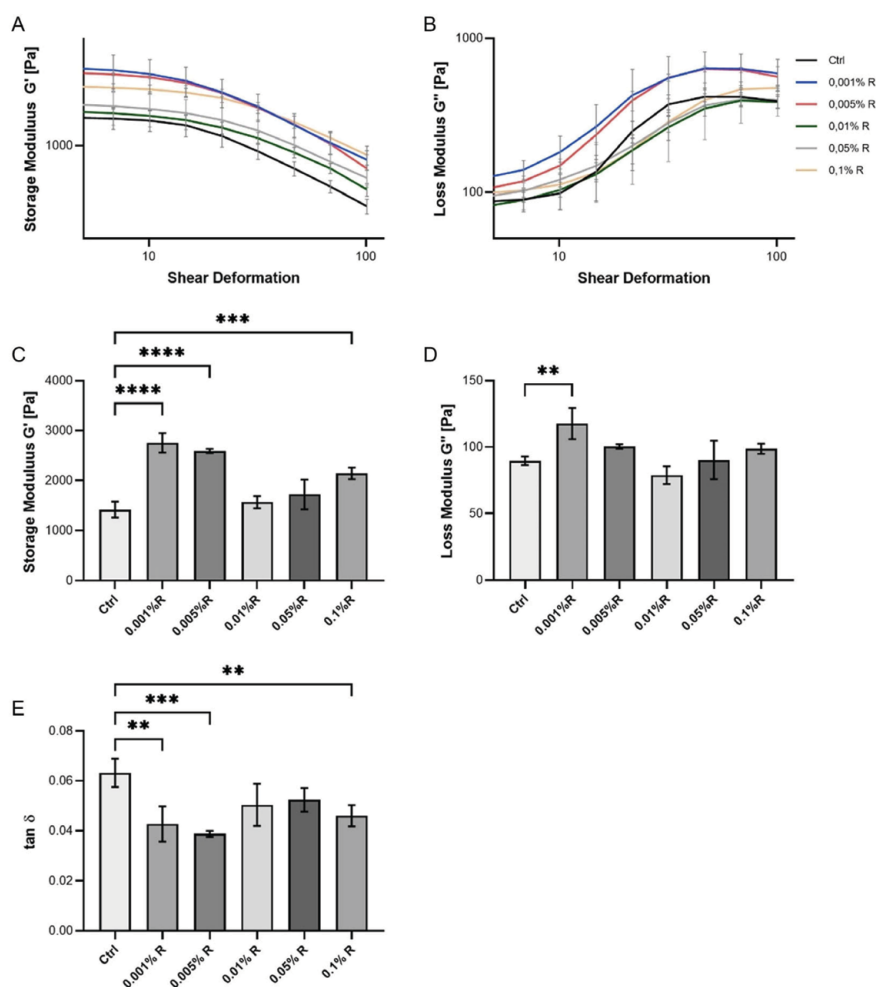 A
Storage Moduluus G' [Pa]
1000
10
100
Shear Deformation
B
Loss Modulus G'' [Pa]
1000
100
10
100
Shear Deformation
Ctrl
0,001% R
0,005% R
0,01% R
0,05% R
0,1% R
C
Storage Moduluus G' [Pa]
4000
3000
2000
1000
0
***
****
****
Ctrl
0.001%R
0.005%R
0.01%R
0.05%R
0.1%R
D
Loss Modulus G'' [Pa]
150
100
50
0
**
Ctrl
0.001%R
0.005%R
0.01%R
0.05%R
0.1%R
E
tan δ
0.08
0.06
0.04
0.02
0.00
**
***
**
Ctrl
0.001% R
0.005% R
0.01% R
0.05% R
0.1% R